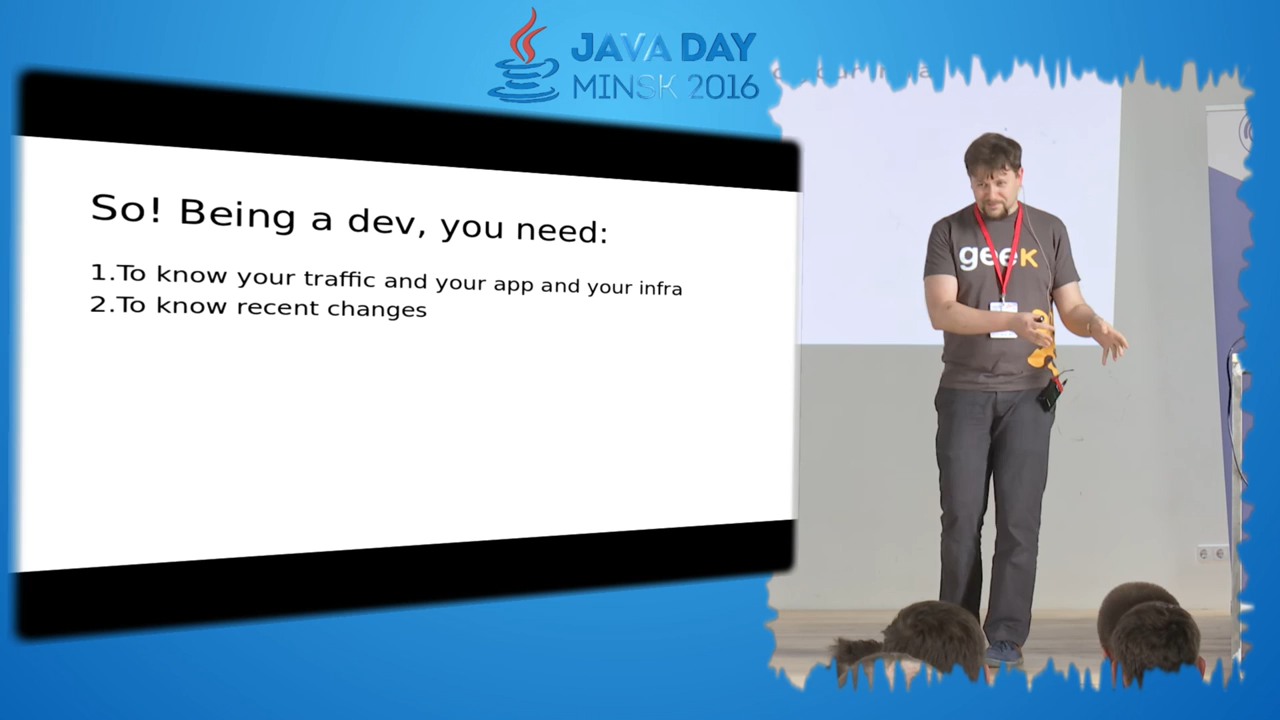 JAVA DAY
MINSK 2016
So! Being a dev, you need:
1.To know your traffic and your app and your infra
2.To know recent changes
geek